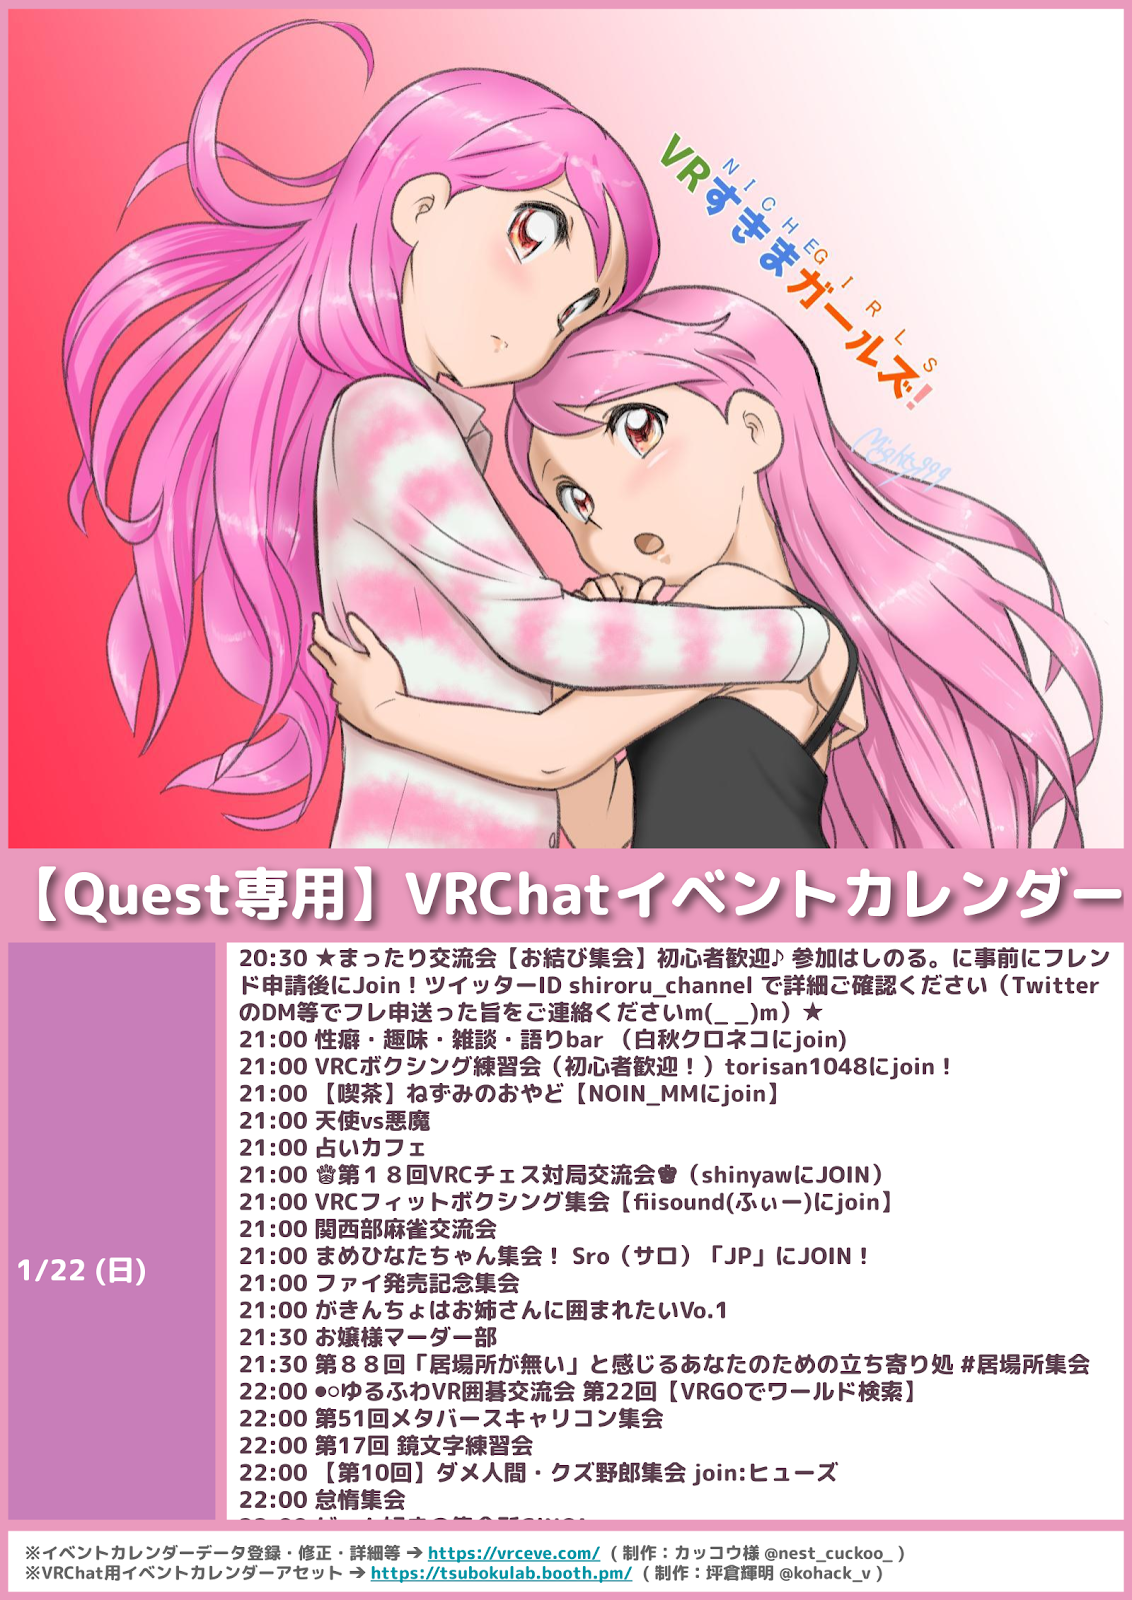 NICHE GIRLS
VRすきまガールズ!
Mighty999
【Quest専用】VRChatイベントカレンダー
1/22 (日)
20:30 ★まったり交流会【お結び集会】初心者歓迎♪ 参加はしのる。に事前にフレン
ド申請後にJoin！ツイッターID shiroru_channel で詳細ご確認ください（Twitter
のDM等でフレ申送った旨をご連絡くださいm(_ _)m）★
21:00 性癖・趣味・雑談・語りbar （白秋クロネコにjoin)
21:00 VRCボクシング練習会（初心者歓迎！）torisan1048にjoin！
21:00 【喫茶】ねずみのおやど【NOIN_MMにjoin】
21:00 天使vs悪魔
21:00 占いカフェ
21:00 ♕第１８回VRCチェス対局交流会♚（shinyawにJOIN）
21:00 VRCフィットボクシング集会【fiisound(ふぃー)にjoin】
21:00 関西部麻雀交流会
21:00 まめひなたちゃん集会！ Sro（サロ）「JP」にJOIN！
21:00 ファイ発売記念集会
21:00 がきんちょはお姉さんに囲まれたいVo.1
21:30 お嬢様マーダー部
21:30 第８８回「居場所が無い」と感じるあなたのための立ち寄り処 #居場所集会
22:00 ●○ゆるふわVR囲碁交流会 第22回【VRGOでワールド検索】
22:00 第51回メタバースキャリコン集会
22:00 第17回 鏡文字練習会
22:00 【第10回】ダメ人間・クズ野郎集会 join:ヒューズ
22:00 怠惰集会
※イベントカレンダーデータ登録・修正・詳細等 ➔ https://vrceve.com/ （制作：カッコウ様 @nest_cuckoo_ ）
※VRChat用イベントカレンダーアセット ➔ https://tsubokulab.booth.pm/ （制作：坪倉輝明 @kohack_v ）